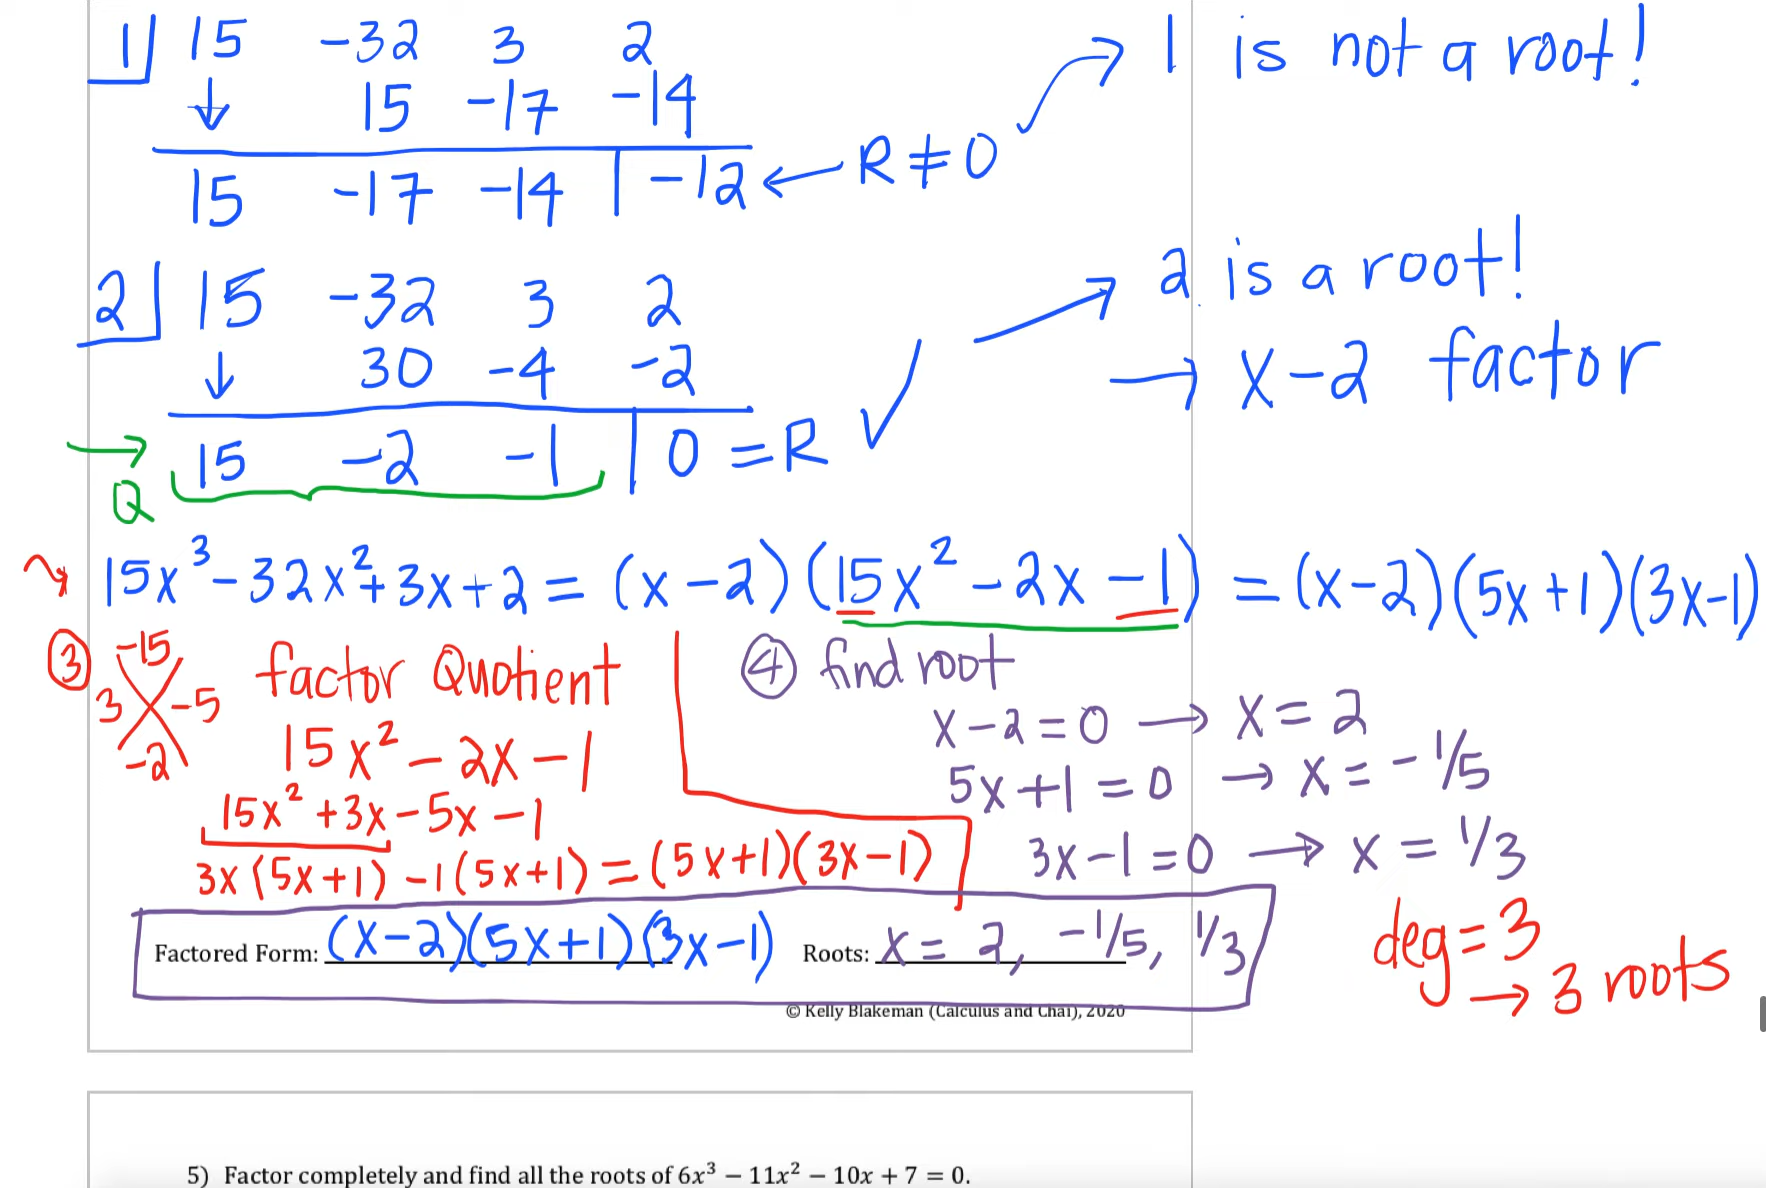 1| 15 -32 3 2
↓ 15 -17 -14
15 -17 -14 | -12 ← R ≠ 0
→ 1 is not a root!
2| 15 -32 3 2
↓ 30 -4 -2
→ Q 15 -2 -1 | 0 = R ✓
→ 2 is a root!
→ x-2 factor
15x³-32x²+3x+2 = (x-2)(15x²-2x-1) = (x-2)(5x+1)(3x-1)
③ -15 3 -5 -2
factor Quotient
15x²-2x-1
15x²+3x-5x-1
3x(5x+1)-1(5x+1)=(5x+1)(3x-1)
④ find root
x-2=0 → x=2
5x+1=0 → x=-1/5
3x-1=0 → x=1/3
Factored Form: (x-2)(5x+1)(3x-1) Roots: x= 2, -1/5, 1/3
deg=3
→ 3 roots
© Kelly Blakeman (Calculus and Chai), 2020
5) Factor completely and find all the roots of 6x³ − 11x² − 10x + 7 = 0.